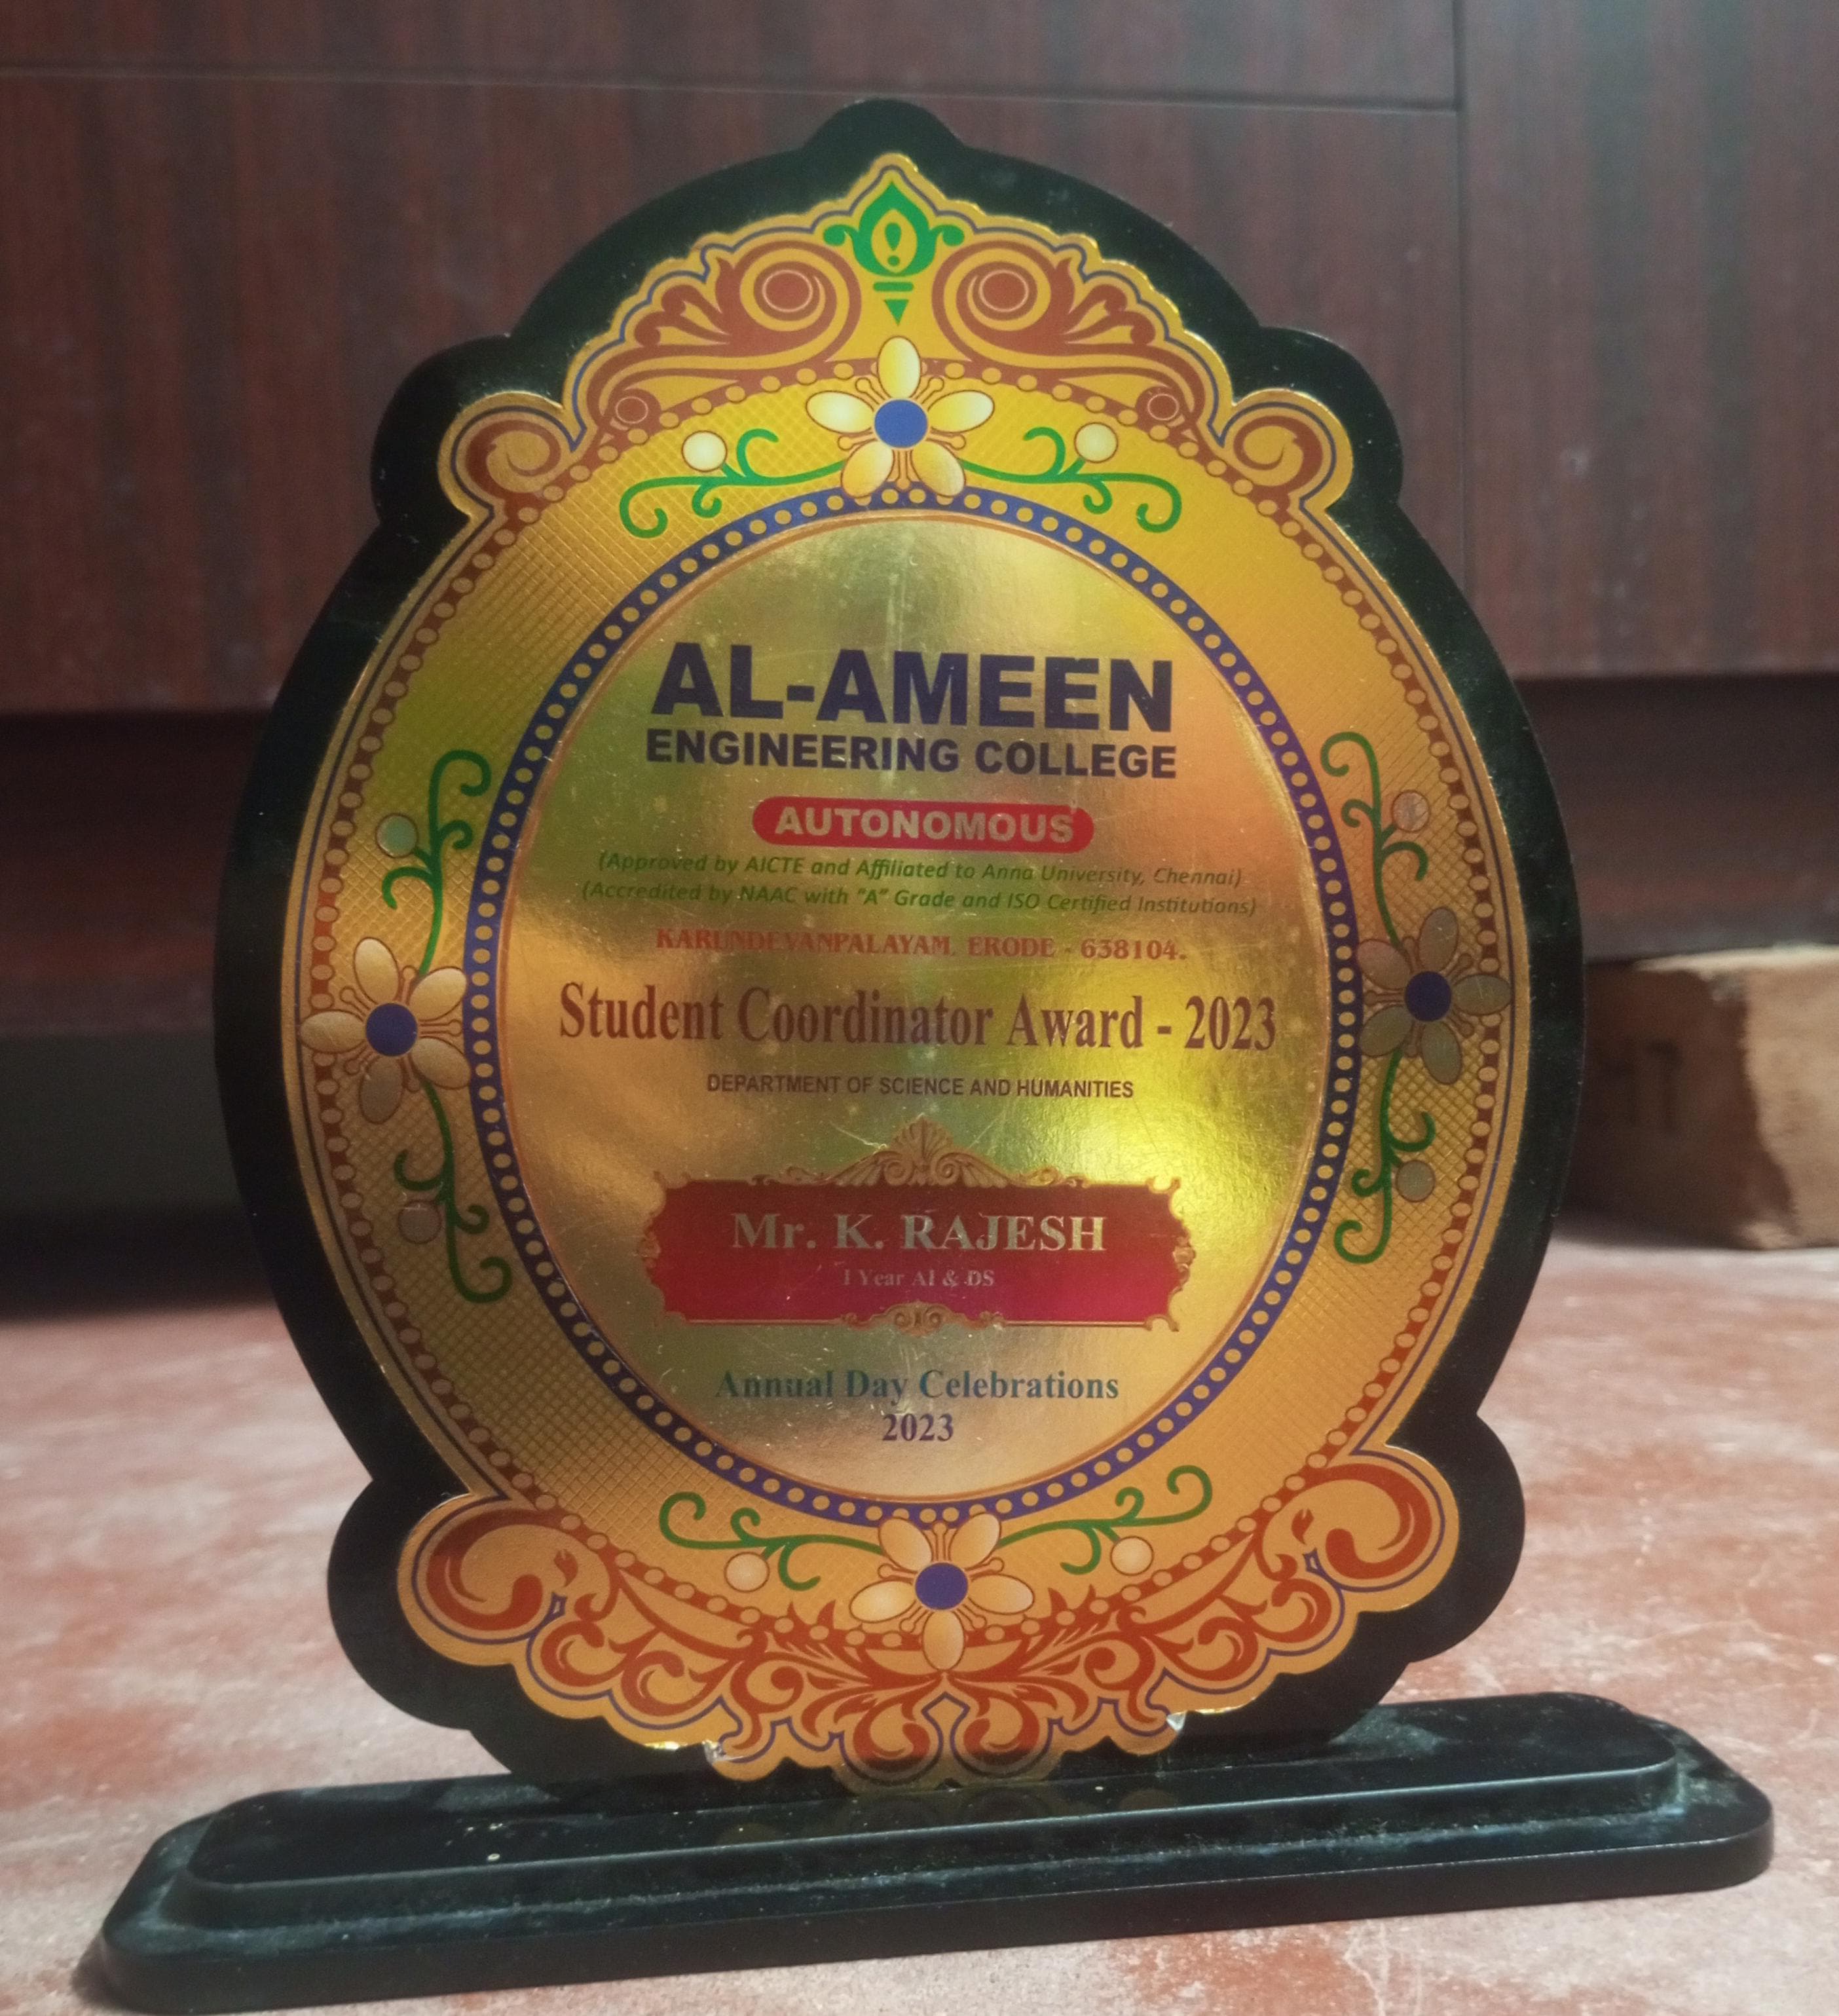 AL-AMEEN
ENGINEERING COLLEGE
AUTONOMOUS
(Approved by AICTE and Affiliated to Anna University, Chennai)
(Accredited by NAAC with "A" Grade and ISO Certified Institutions)
KARUNDEVANPALAYAM, ERODE - 638104.
Student Coordinator Award - 2023
DEPARTMENT OF SCIENCE AND HUMANITIES
Mr. K. RAJESH
I Year AI & DS
Annual Day Celebrations
2023